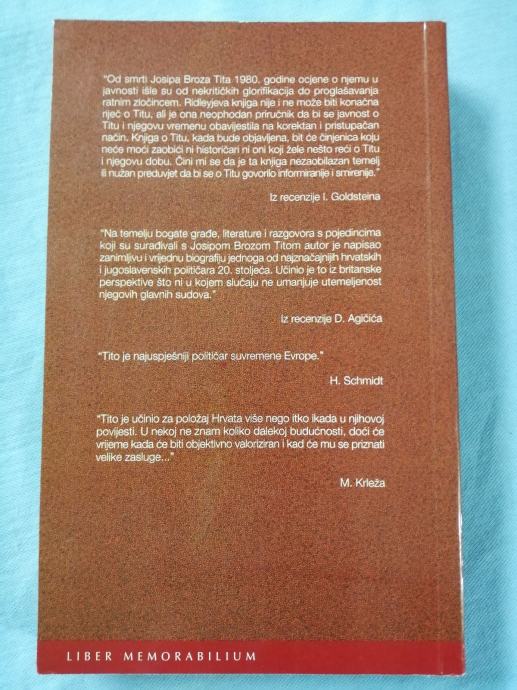 "Od smrti Josipa Broza Tita 1980. godine ocjene o njemu u
javnosti išle su od nekritičkih glorifikacija do proglašavanja
ratnim zločincem. Ridleyjeva knjiga nije i ne može biti konačna
riječ o Titu, ali je ona neophodan priručnik da bi se javnost o
Titu i njegovu vremenu obavijestila na korektan i pristupačan
način. Knjiga o Titu, kada bude objavljena, bit će činjenica koju
neće moći zaobići ni historičari ni oni koji žele nešto reći o Titu
i njegovu dobu. Čini mi se da je ta knjiga nezaobilazan temelj
ili nužan preduvjet da bi se o Titu govorilo informiranije i smirenije."
Iz recenzije I. Goldsteina
"Na temelju bogate građe, literature i razgovora s pojedincima
koji su surađivali s Josipom Brozom Titom autor je napisao
zanimljivu i vrijednu biografiju jednoga od najznačajnijih hrvatskih
i jugoslavenskih političara 20. stoljeća. Učinio je to iz britanske
perspektive što ni u kojem slučaju ne umanjuje utemeljenost
njegovih glavnih sudova."
Iz recenzije D. Agičića
"Tito je najuspješniji političar suvremene Evrope."
H. Schmidt
"Tito je učinio za položaj Hrvata više nego itko ikada u njihovoj
povijesti. U nekoj ne znam koliko dalekoj budućnosti, doći će
vrijeme kada će biti objektivno valoriziran i kad će mu se priznati
velike zasluge..."
M. Krleža
LIBER MEMORABILIUM